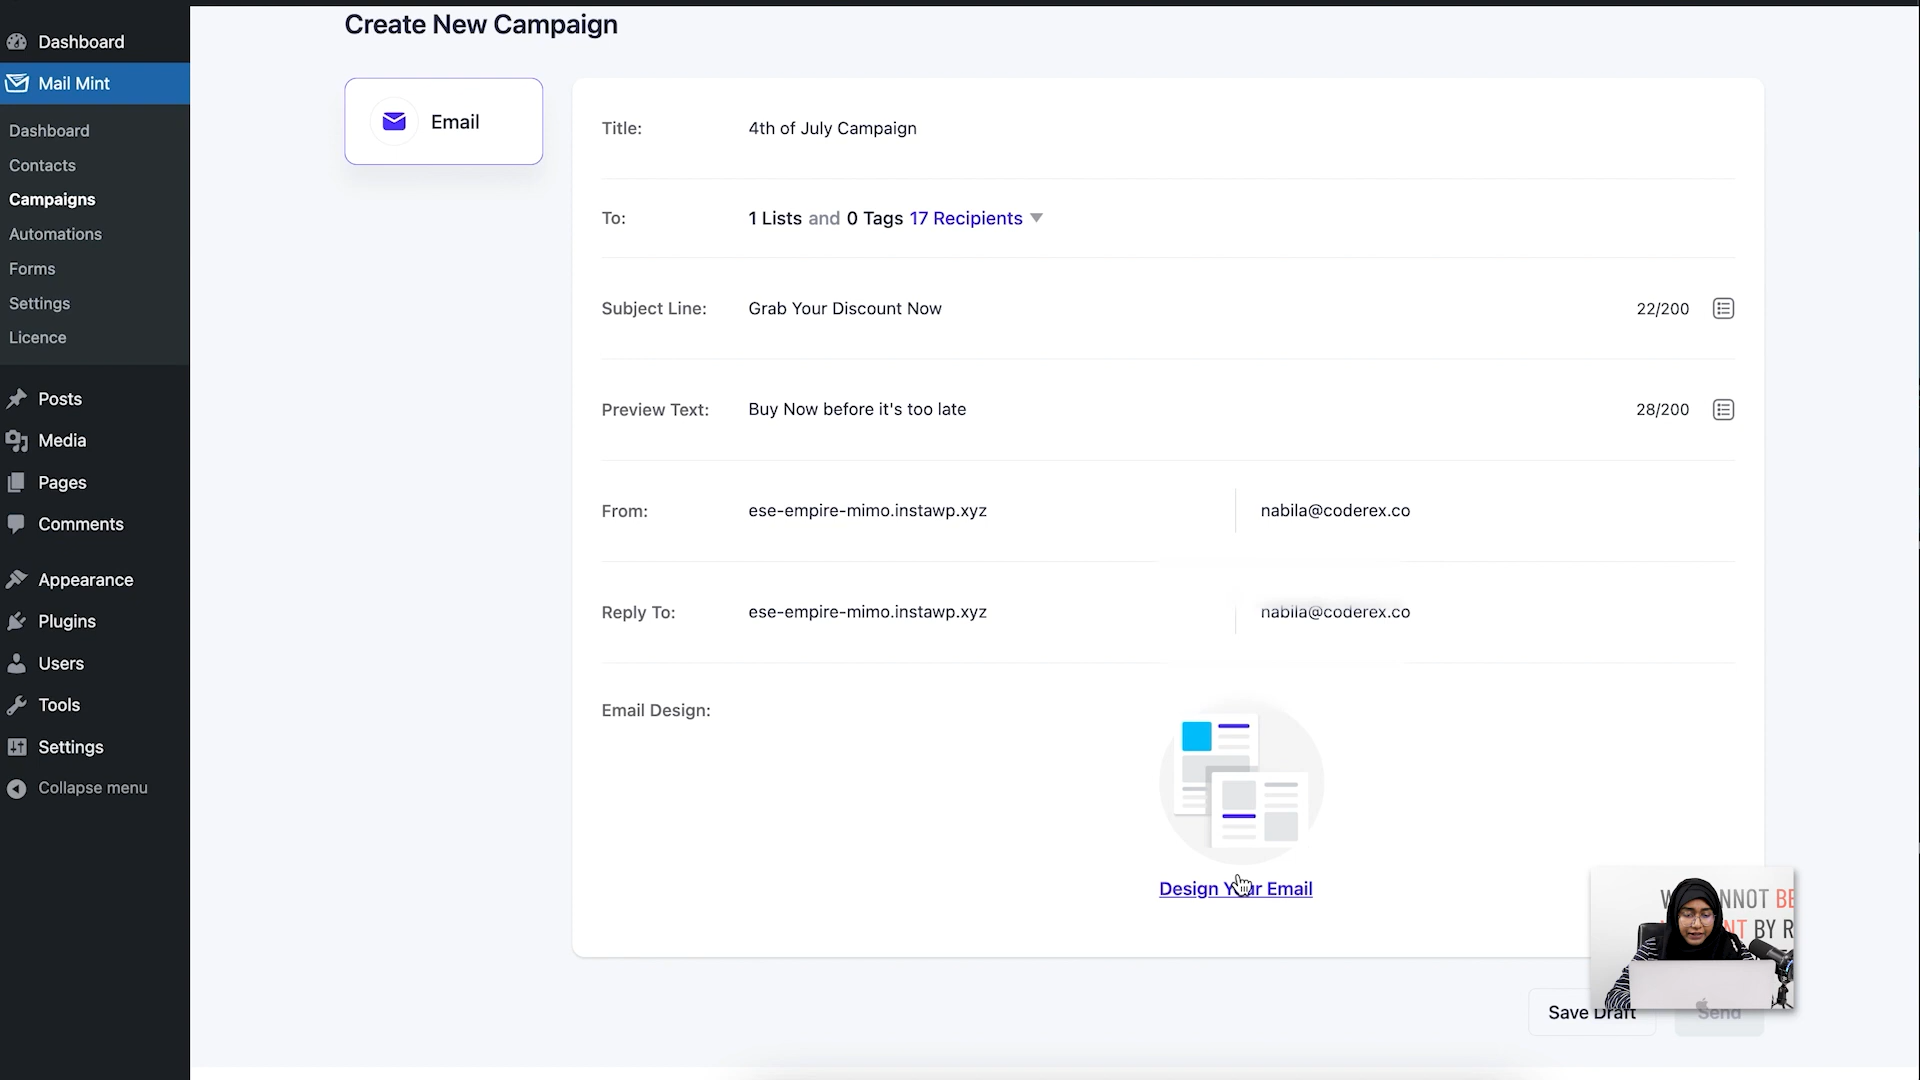 Create New Campaign
Dashboard
Mail Mint
Dashboard
Contacts
Campaigns
Automations
Forms
Settings
Licence
Posts
Media
Pages
Comments
Appearance
Plugins
Users
Tools
Settings
Collapse menu
Email
Title: 4th of July Campaign
To: 1 Lists and 0 Tags 17 Recipients
Subject Line: Grab Your Discount Now 22/200
Preview Text: Buy Now before it's too late 28/200
From: ese-empire-mimo.instawp.xyz nabila@coderex.co
Reply To: ese-empire-mimo.instawp.xyz nabila@coderex.co
Email Design:
Design Your Email
BY
Save Draft Send